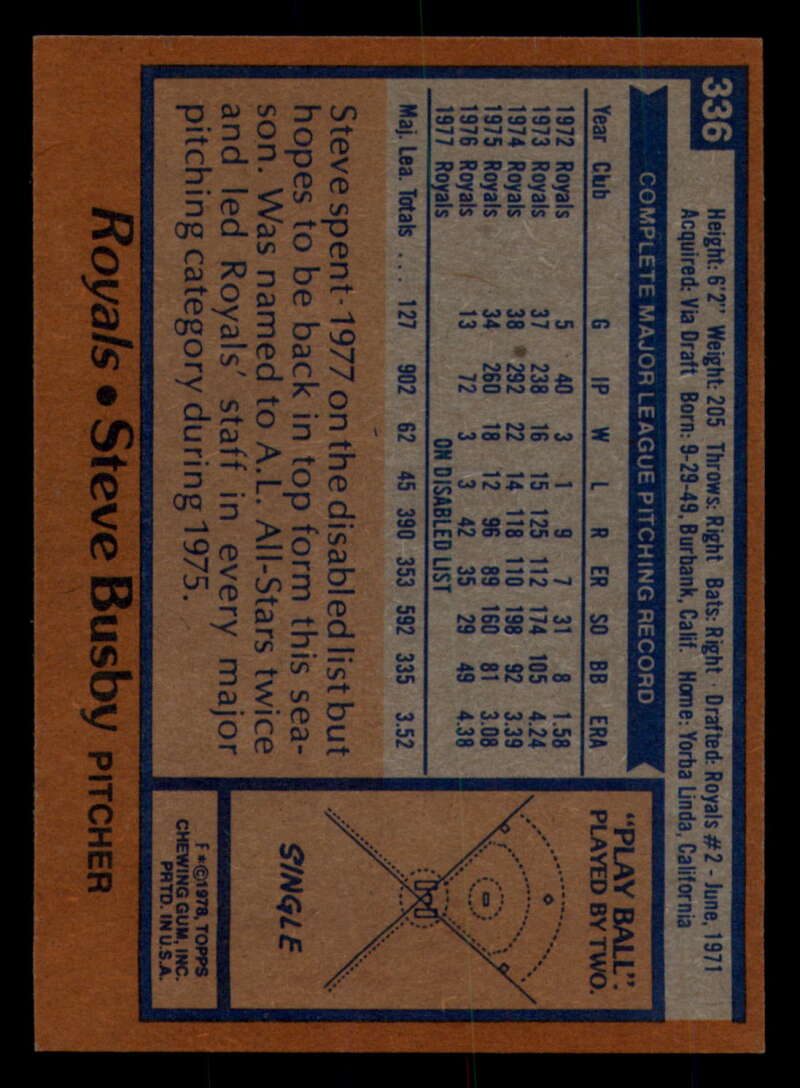 336
Height: 6'2" Weight: 205 Throws: Right Bats: Right · Drafted: Royals #2 - June, 1971
Acquired: Via Draft Born: 9-29-49, Burbank, Calif. Home: Yorba Linda, California
COMPLETE MAJOR LEAGUE PITCHING RECORD
Year Club G IP W L R ER SO BB ERA
1972 Royals 5 40 3 1 9 7 31 8 1.58
1973 Royals 37 238 16 15 125 112 174 105 4.24
1974 Royals 38 292 22 14 118 110 198 92 3.39
1975 Royals 34 260 18 12 96 89 160 81 3.08
1976 Royals 13 72 3 3 42 35 29 49 4.38
1977 Royals ON DISABLED LIST
Maj. Lea. Totals ... 127 902 62 45 390 353 592 335 3.52
Steve spent 1977 on the disabled list but
hopes to be back in top form this sea-
son. Was named to A.L. All-Stars twice
and led Royals' staff in every major
pitching category during 1975.
"PLAY BALL".
PLAYED BY TWO.
SINGLE
F*©1978, TOPPS
CHEWING GUM, INC.
PRTD. IN U.S.A.
Royals • Steve Busby PITCHER